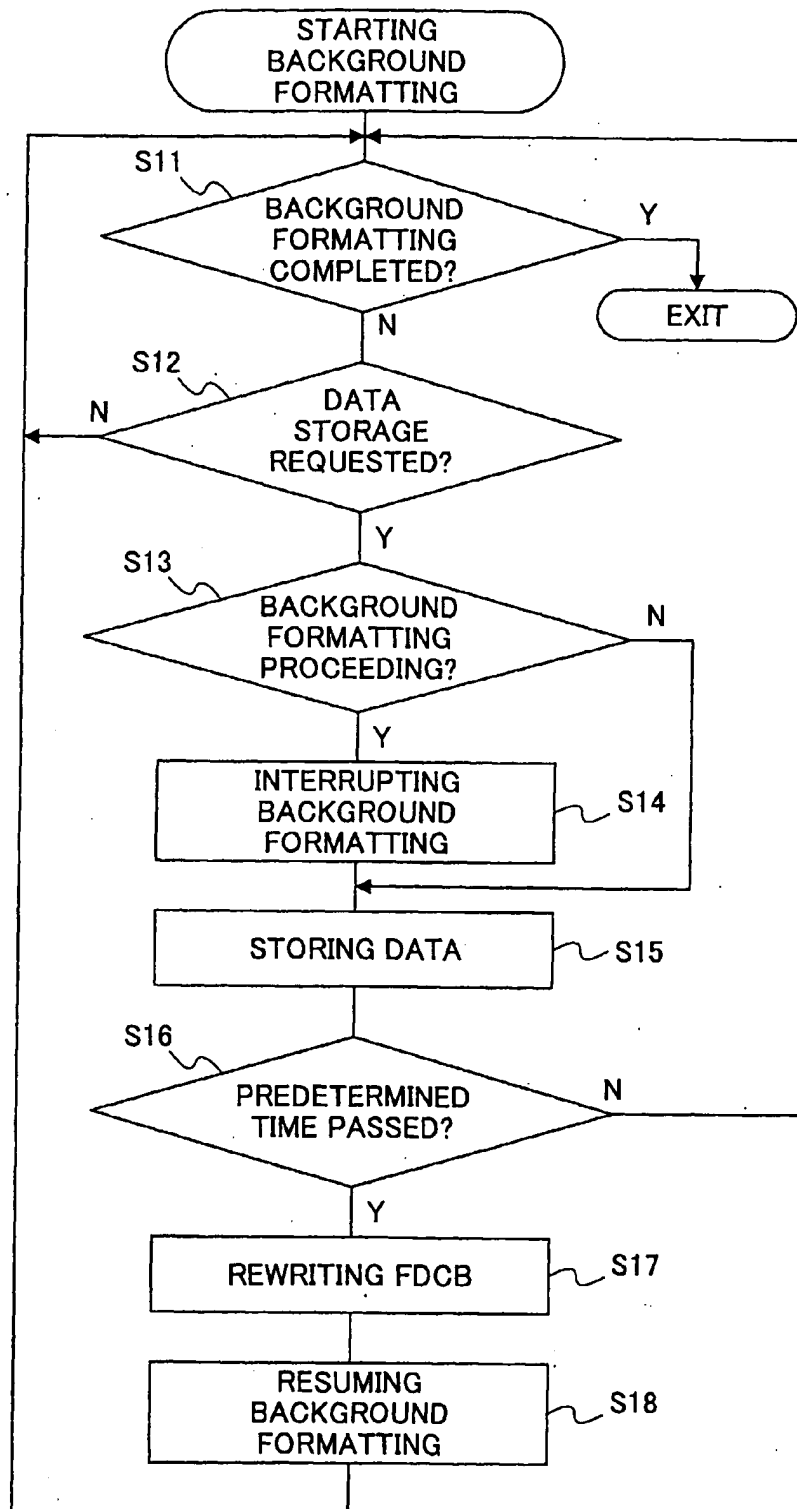 STARTING
BACKGROUND
FORMATTING
S11
BACKGROUND
FORMATTING
COMPLETED?
Y
EXIT
N
S12
N
DATA
STORAGE
REQUESTED?
Y
S13
BACKGROUND
FORMATTING
PROCEEDING?
N
Y
INTERRUPTING
BACKGROUND
FORMATTING
S14
STORING DATA
S15
S16
PREDETERMINED
TIME PASSED?
N
Y
REWRITING FDCB
S17
RESUMING
BACKGROUND
FORMATTING
S18